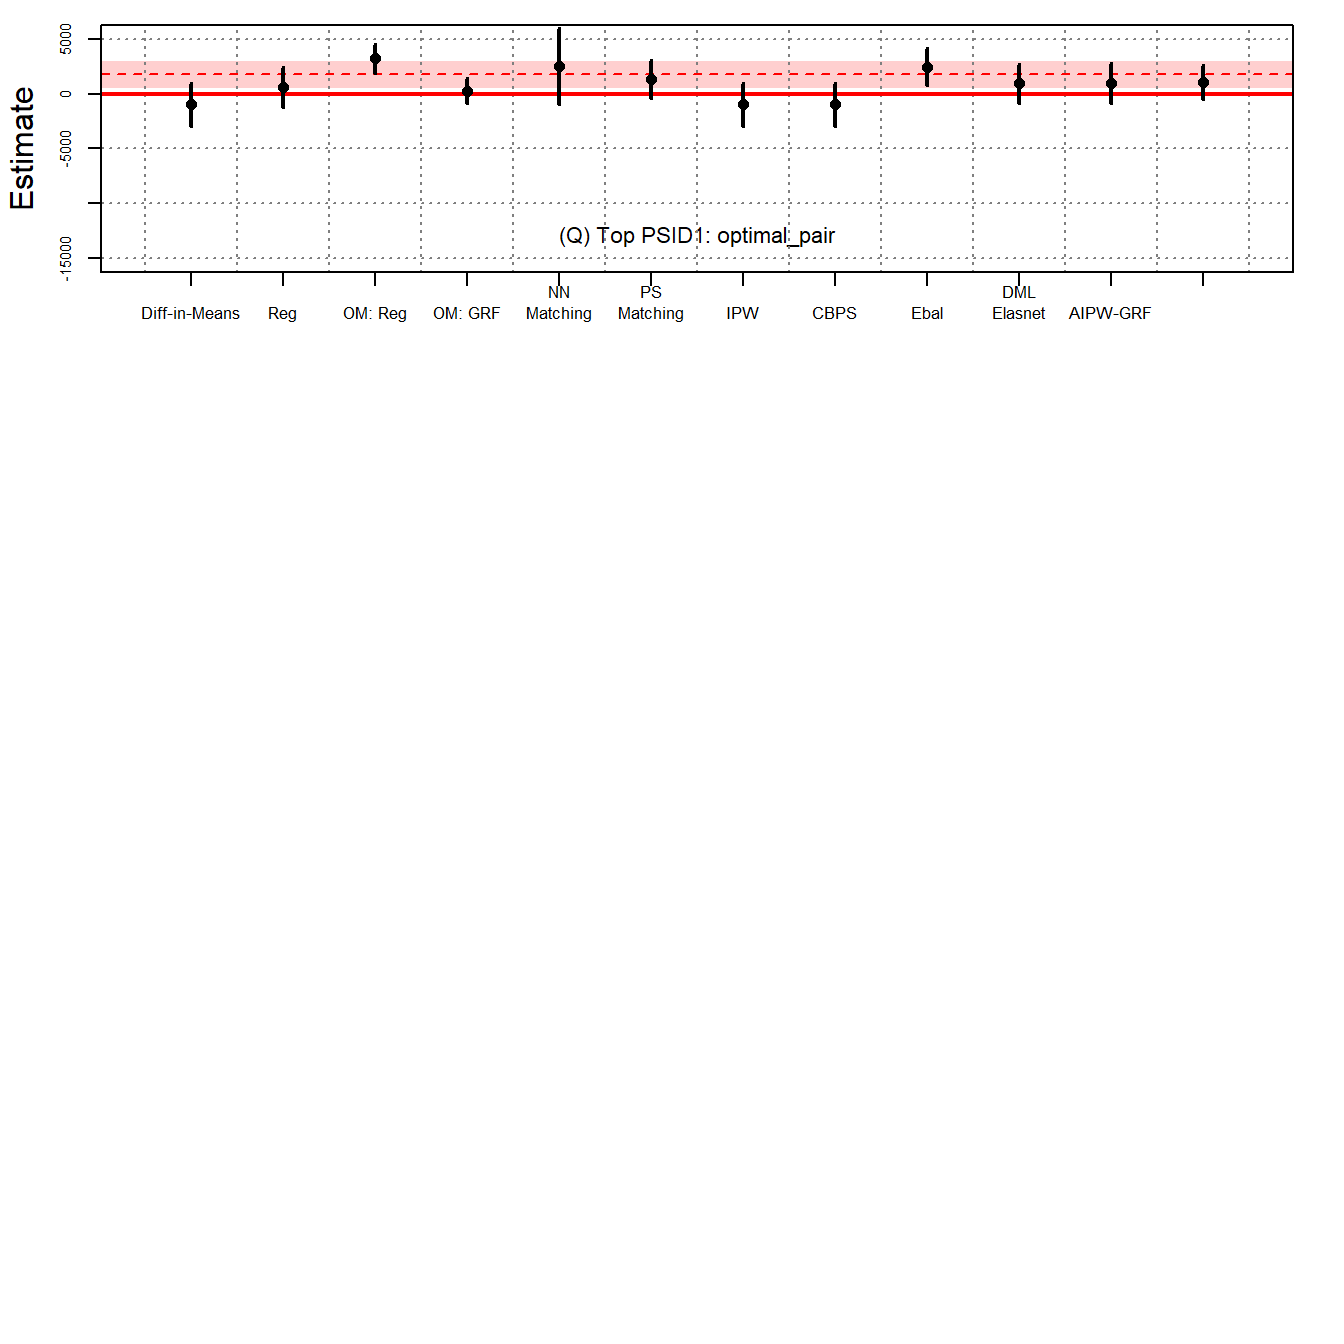 Estimate
5000
0
-5000
-15000
(Q) Top PSID1: optimal_pair
Diff-in-Means
Reg
OM: Reg
OM: GRF
NN
Matching
PS
Matching
IPW
CBPS
Ebal
DML
Elasnet
AIPW-GRF